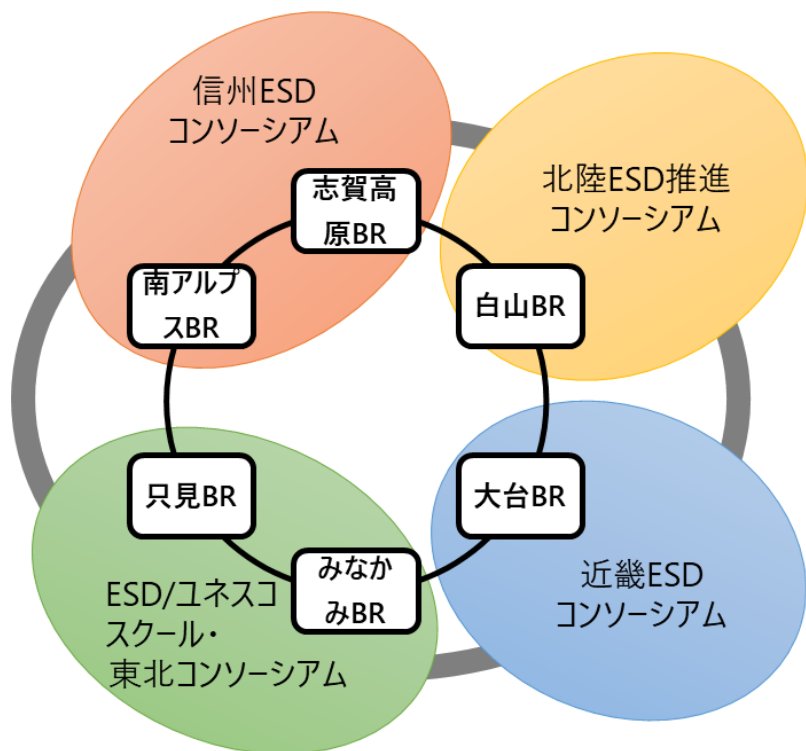 信州ESD
コンソーシアム
北陸ESD推進
コンソーシアム
志賀高
原BR
南アルプ
スBR
白山BR
只見BR
大台BR
みなか
みBR
ESD/ユネスコ
スクール・
東北コンソーシアム
近畿ESD
コンソーシアム